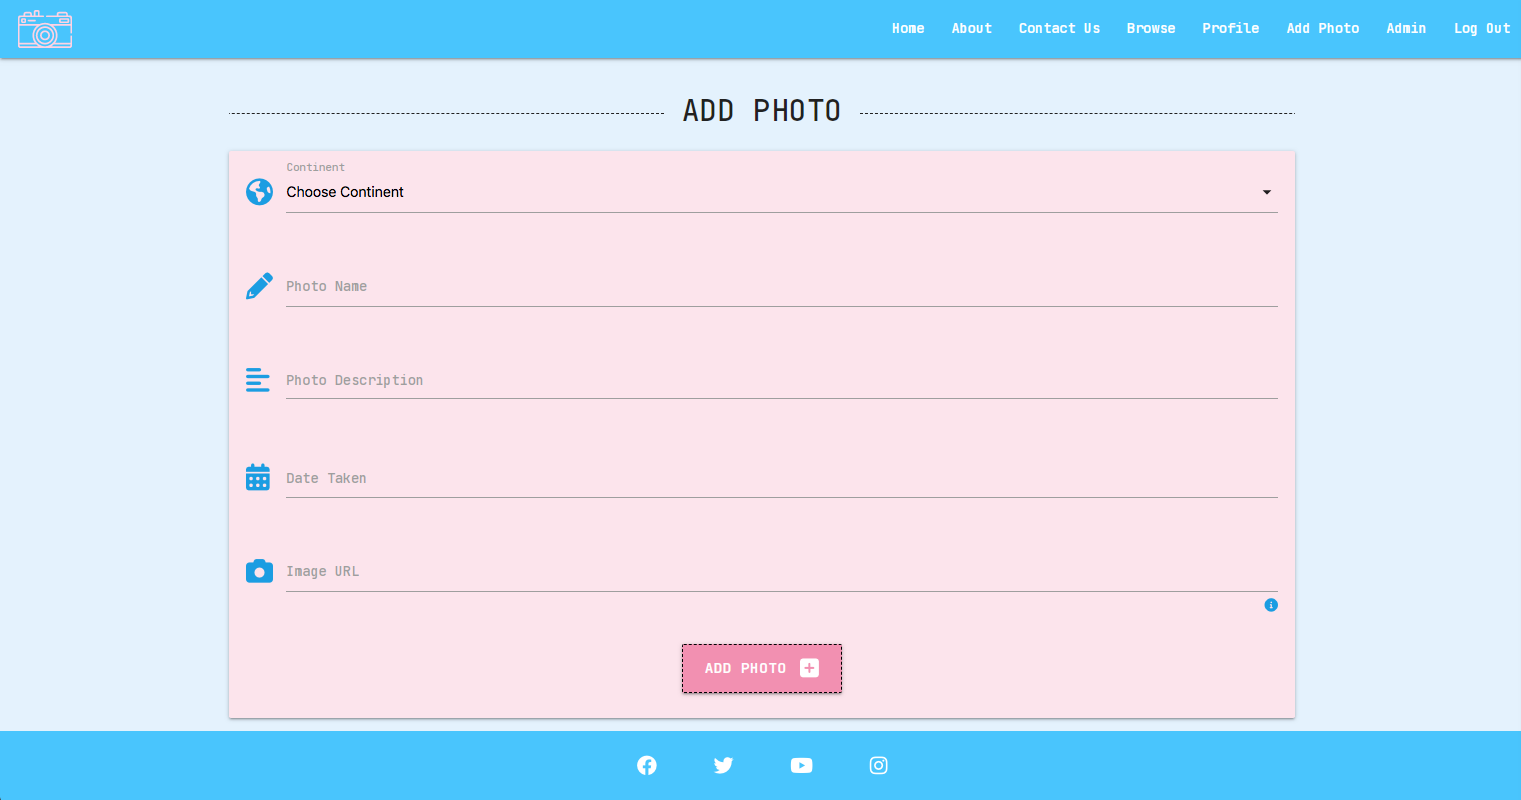 Home About Contact Us Browse Profile Add Photo Admin Log Out
ADD PHOTO
Continent
Choose Continent
Photo Name
Photo Description
Date Taken
Image URL
ADD PHOTO